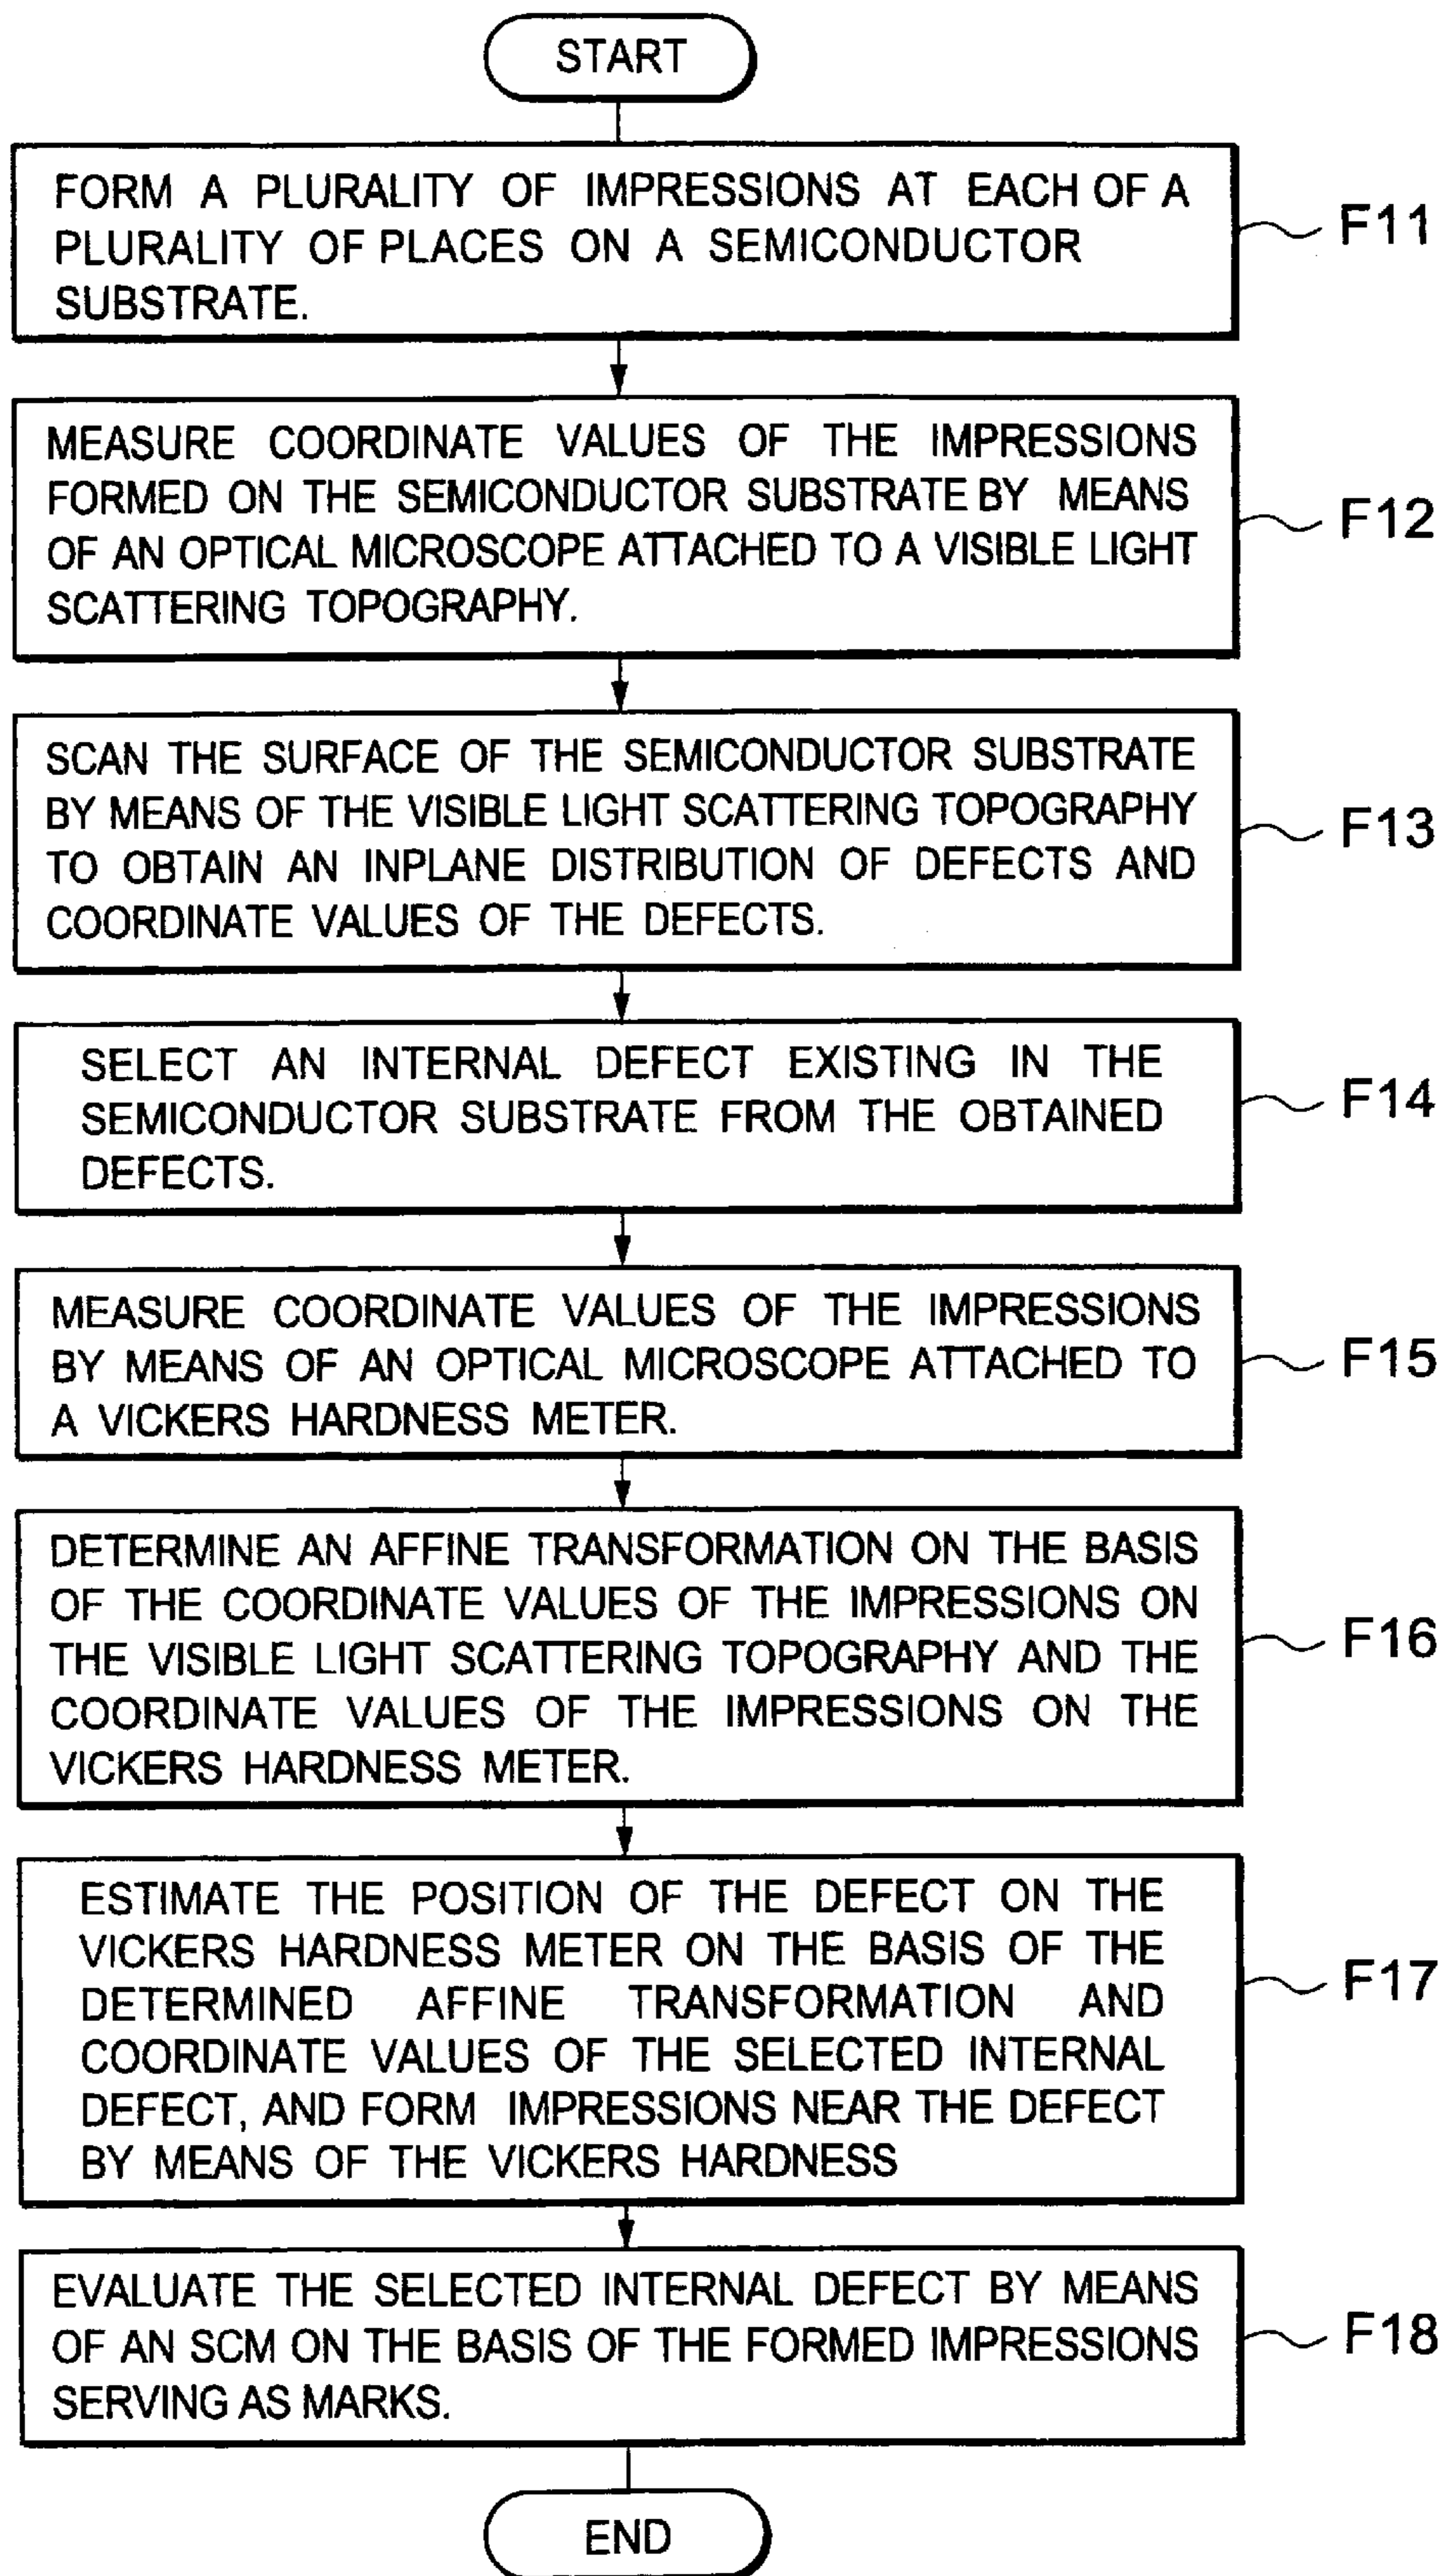 START
FORM A PLURALITY OF IMPRESSIONS AT EACH OF A
PLURALITY OF PLACES ON A SEMICONDUCTOR
SUBSTRATE.
F11
MEASURE COORDINATE VALUES OF THE IMPRESSIONS
FORMED ON THE SEMICONDUCTOR SUBSTRATE BY MEANS
OF AN OPTICAL MICROSCOPE ATTACHED TO A VISIBLE LIGHT
SCATTERING TOPOGRAPHY.
F12
SCAN THE SURFACE OF THE SEMICONDUCTOR SUBSTRATE
BY MEANS OF THE VISIBLE LIGHT SCATTERING TOPOGRAPHY
TO OBTAIN AN INPLANE DISTRIBUTION OF DEFECTS AND
COORDINATE VALUES OF THE DEFECTS.
F13
SELECT AN INTERNAL DEFECT EXISTING IN THE
SEMICONDUCTOR SUBSTRATE FROM THE OBTAINED
DEFECTS.
F14
MEASURE COORDINATE VALUES OF THE IMPRESSIONS
BY MEANS OF AN OPTICAL MICROSCOPE ATTACHED TO
A VICKERS HARDNESS METER.
F15
DETERMINE AN AFFINE TRANSFORMATION ON THE BASIS
OF THE COORDINATE VALUES OF THE IMPRESSIONS ON
THE VISIBLE LIGHT SCATTERING TOPOGRAPHY AND THE
COORDINATE VALUES OF THE IMPRESSIONS ON THE
VICKERS HARDNESS METER.
F16
ESTIMATE THE POSITION OF THE DEFECT ON THE
VICKERS HARDNESS METER ON THE BASIS OF THE
DETERMINED AFFINE TRANSFORMATION AND
COORDINATE VALUES OF THE SELECTED INTERNAL
DEFECT, AND FORM IMPRESSIONS NEAR THE DEFECT
BY MEANS OF THE VICKERS HARDNESS
F17
EVALUATE THE SELECTED INTERNAL DEFECT BY MEANS
OF AN SCM ON THE BASIS OF THE FORMED IMPRESSIONS
SERVING AS MARKS.
F18
END